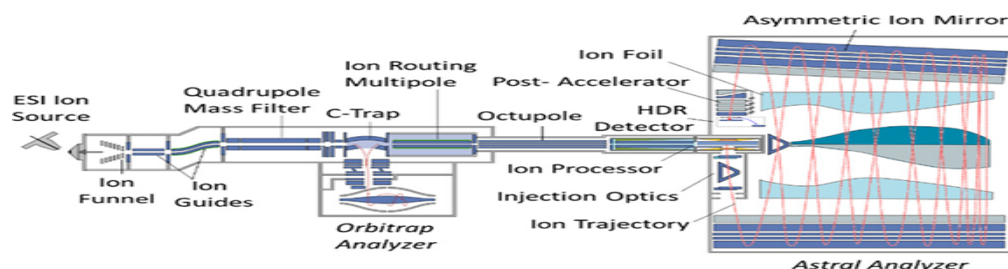 Asymmetric Ion Mirror
Ion Foil
Post- Accelerator
HDR
Detector
Ion Routing
Multipole
Quadrupole
Mass Filter
C-Trap
Octupole
ESI Ion
Source
Ion
Funnel
Ion
Guides
Ion Processor
Injection Optics
Ion Trajectory
Orbitrap
Analyzer
Astral Analyzer